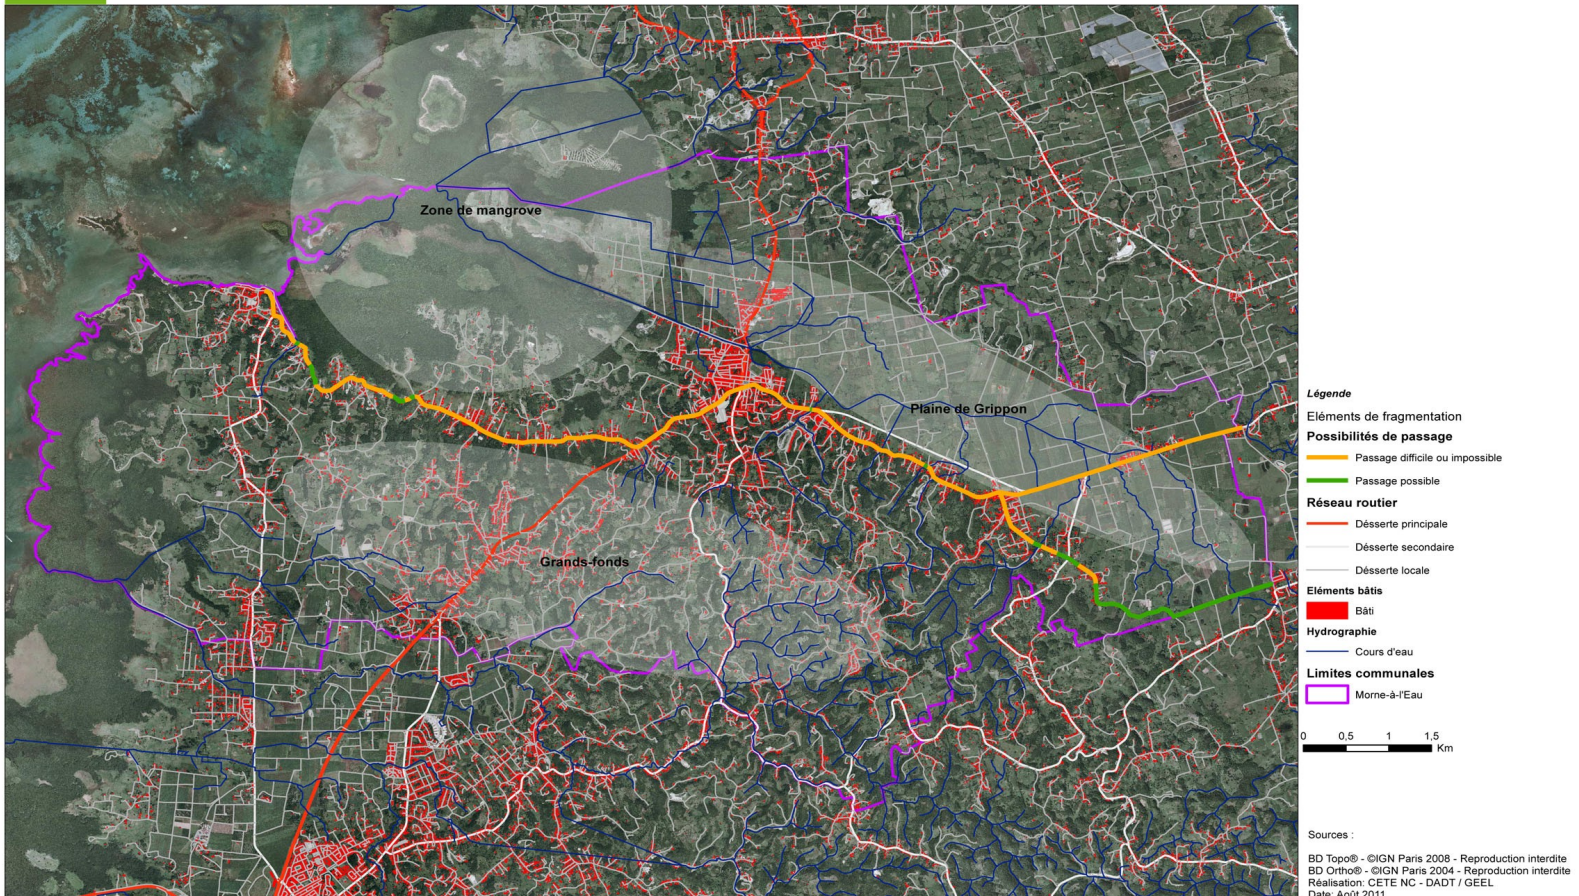 Zone de mangrove
Plaine de Grippon
Grands-fonds
Légende
Eléments de fragmentation
Possibilités de passage
Passage difficile ou impossible
Passage possible
Réseau routier
Désserte principale
Désserte secondaire
Désserte locale
Eléments bâtis
Bâti
Hydrographie
Cours d'eau
Limites communales
Morne-à-l'Eau
0 0,5 1 1,5
Km
Sources :
BD Topo® - ©IGN Paris 2008 - Reproduction interdite
BD Ortho® - ©IGN Paris 2004 - Reproduction interdite
Réalisation: CETE NC - DADT / GEEL
Date: Août 2011